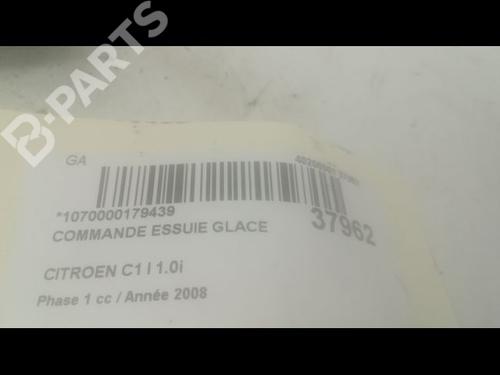 B-PARTS
GA
*1070000179439
37962
COMMANDE ESSUIE GLACE
CITROEN C1 I 1.0i
Phase 1 cc / Année 2008